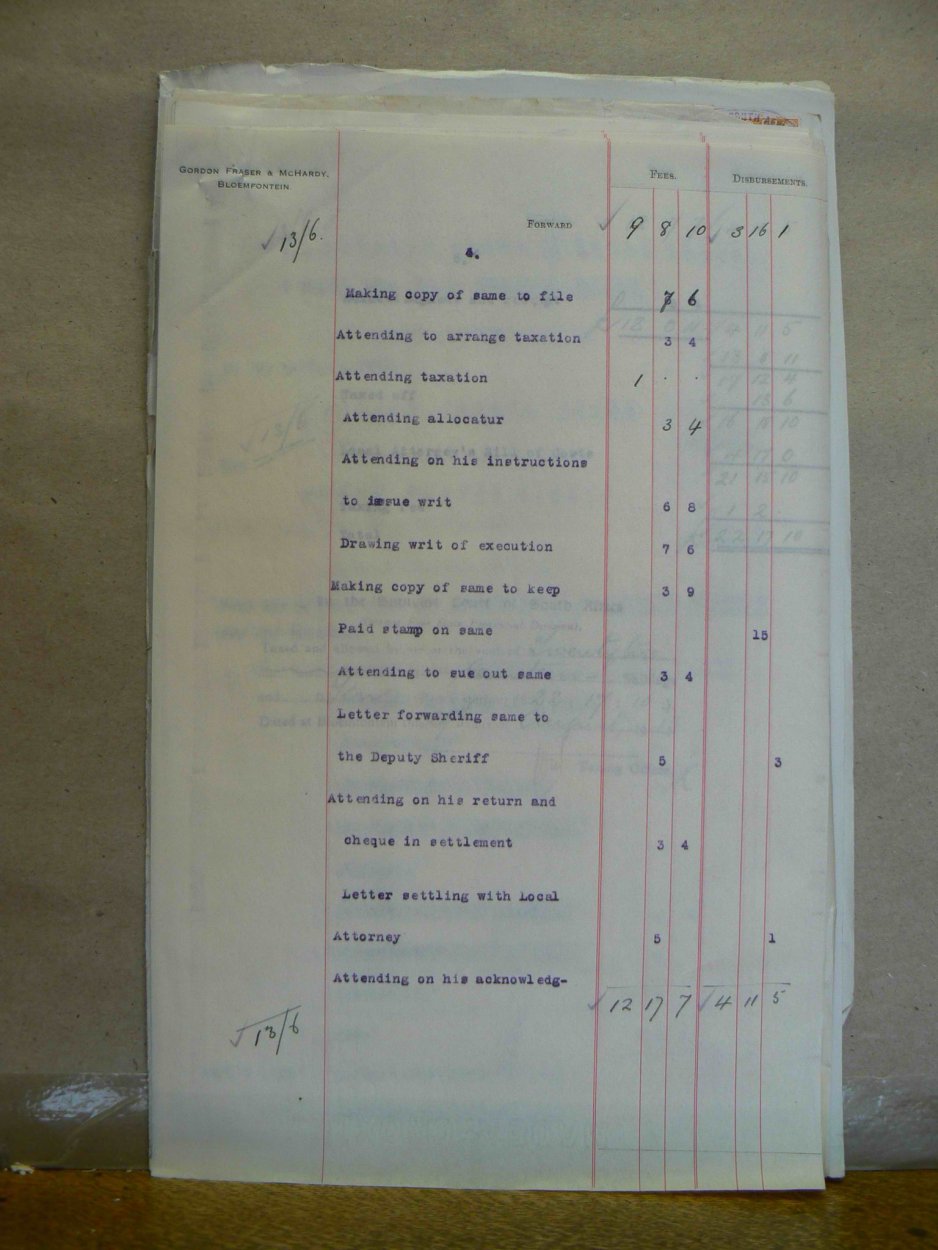 GORDON FRASER & MCHARDY,
BLOEMFONTEIN.
FEES. DISBURSEMENTS.
13/6. FORWARD 9 8 10 3 16 1
4.
Making copy of same to file 7 6
Attending to arrange taxation 3 4
Attending taxation 1 . .
Attending allocatur 3 4
Attending on his instructions
to issue writ 6 8
Drawing writ of execution 7 6
Making copy of same to keep 3 9
Paid stamp on same 15
Attending to sue out same 3 4
Letter forwarding same to
the Deputy Sheriff 5 3
Attending on his return and
cheque in settlement 3 4
Letter settling with Local
Attorney 5 1
Attending on his acknowledg-
12 17 7 4 11 5
13/6